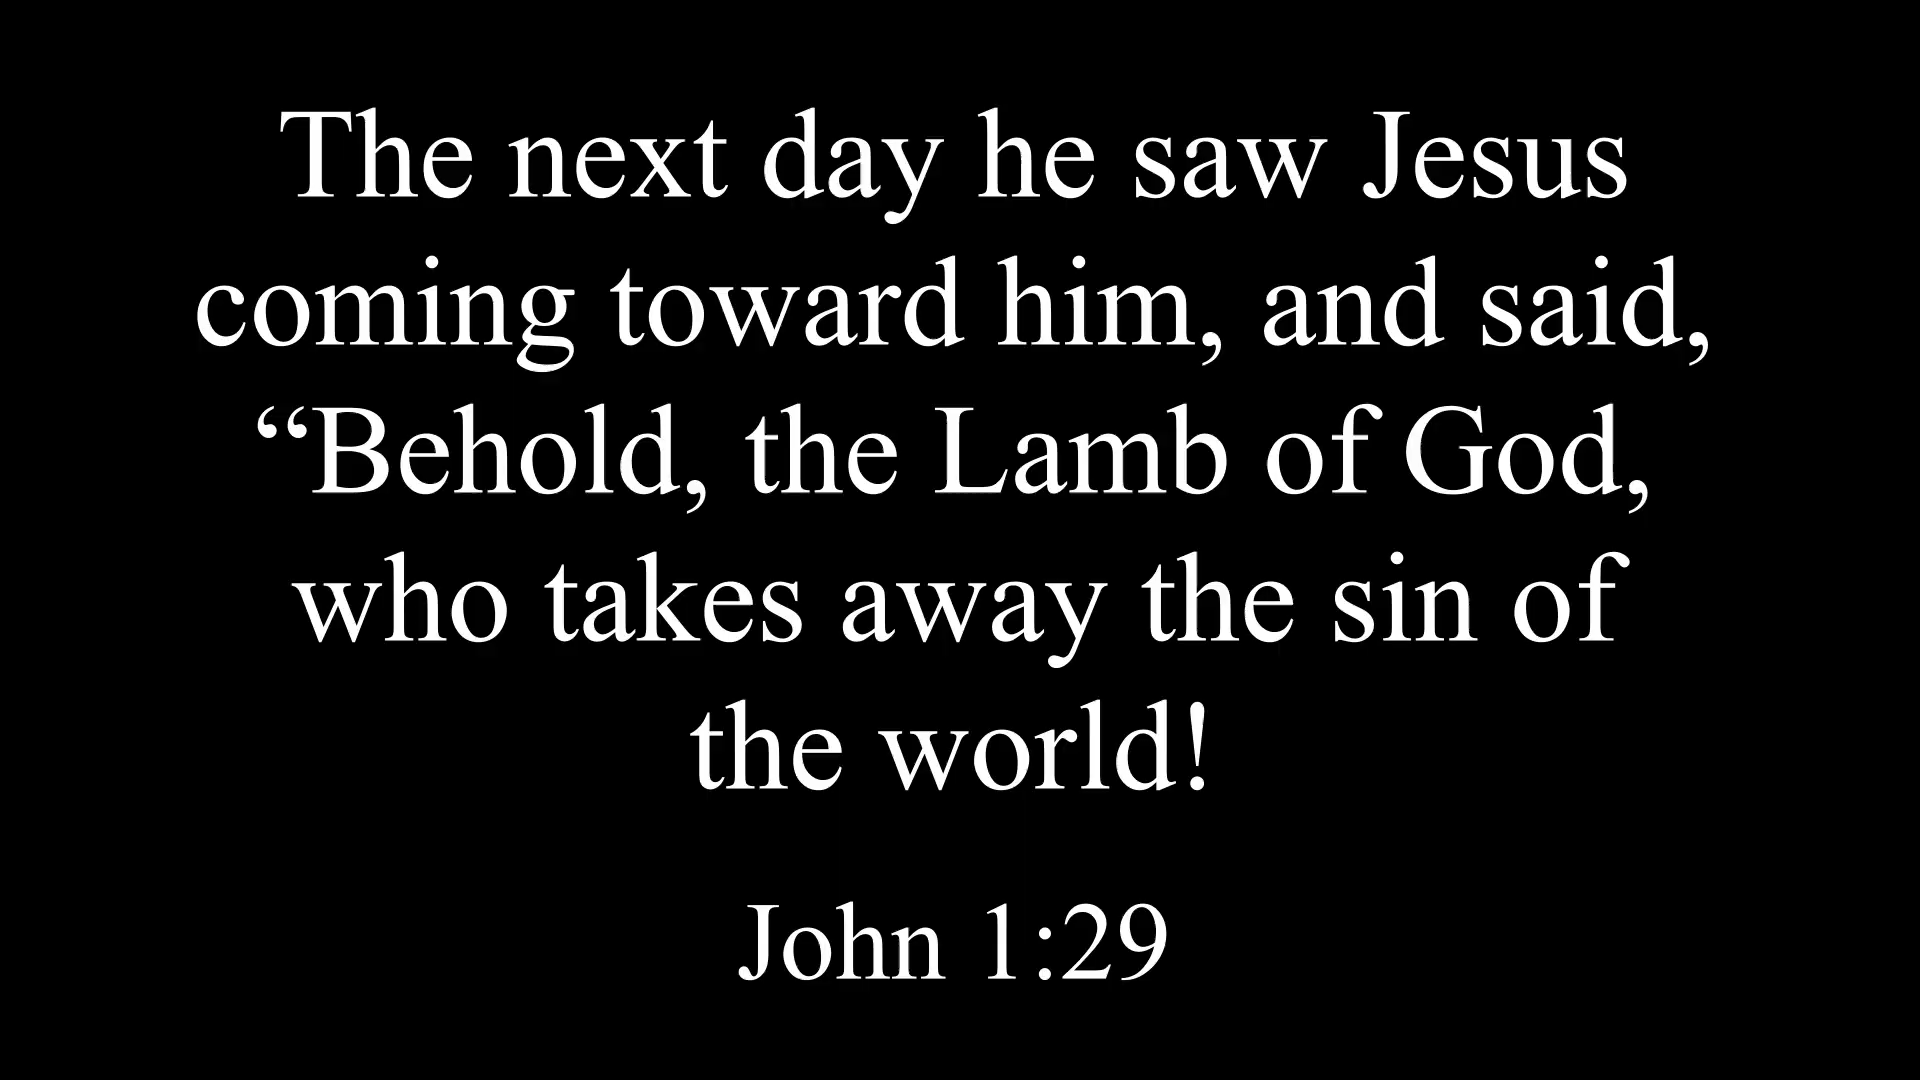 The next day he saw Jesus
coming toward him, and said,
“Behold, the Lamb of God,
who takes away the sin of
the world!
John 1:29